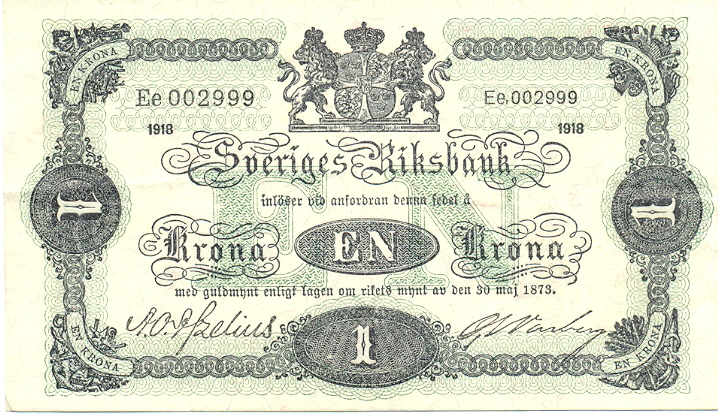 EN KRONA EN KRONA
Ee 002999 Ee, 002999
1918 1918
Sveriges Riksbank
inlöser vid anfordran denna sedel å
1 Krona EN Krona 1
EN
med guldmynt enligt lagen om rikets mynt av den 30 maj 1873.
EN KRONA 1 EN KRONA